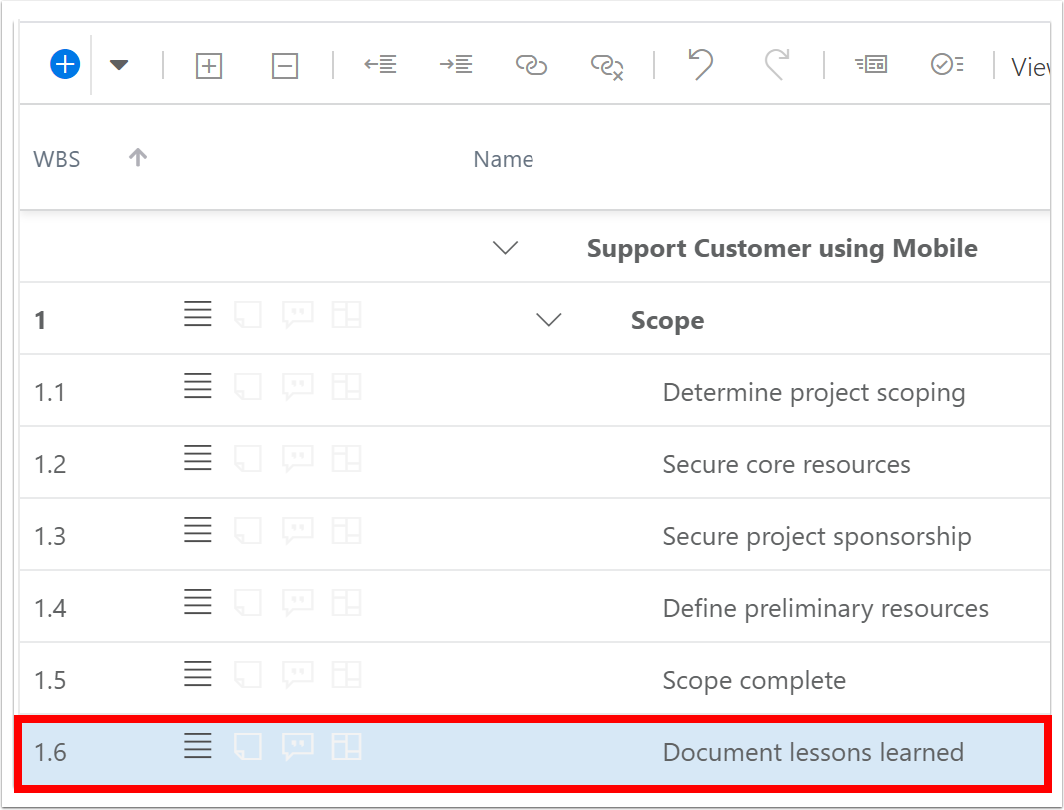 Vie
WBS Name
Support Customer using Mobile
1 Scope
1.1 Determine project scoping
1.2 Secure core resources
1.3 Secure project sponsorship
1.4 Define preliminary resources
1.5 Scope complete
1.6 Document lessons learned